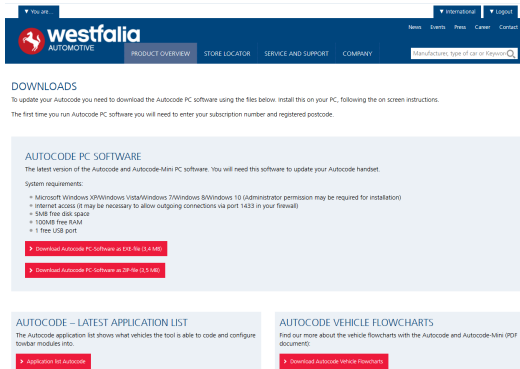 ▼ You are...
▼ International
▼ Logout
News Events Press Career Contact
westfalia
AUTOMOTIVE
PRODUCT OVERVIEW STORE LOCATOR SERVICE AND SUPPORT COMPANY
Manufacturer, type of car or Keywor
DOWNLOADS
To update your Autocode you need to download the Autocode PC software using the files below. Install this on your PC, following the on screen instructions.
The first time you run Autocode PC software you will need to enter your subscription number and registered postcode.
AUTOCODE PC SOFTWARE
The latest version of the Autocode and Autocode-Mini PC software. You will need this software to update your Autocode handset.
System requirements:
Microsoft Windows XP/Windows Vista/Windows 7/Windows 8/Windows 10 (Administrator permission may be required for installation)
Internet access (it may be necessary to allow outgoing connections via port 1433 in your firewall)
5MB free disk space
100MB free RAM
1 free USB port
Download Autocode PC-Software as EXE-file (3,4 MB)
Download Autocode PC-Software as ZIP-file (3,5 MB)
AUTOCODE – LATEST APPLICATION LIST
The Autocode application list shows what vehicles the tool is able to code and configure
towbar modules into.
Application list Autocode
AUTOCODE VEHICLE FLOWCHARTS
Find our more about the vehicle flowcharts with the Autocode and Autocode-Mini (PDF
document):
Download Autocode Vehicle Flowcharts